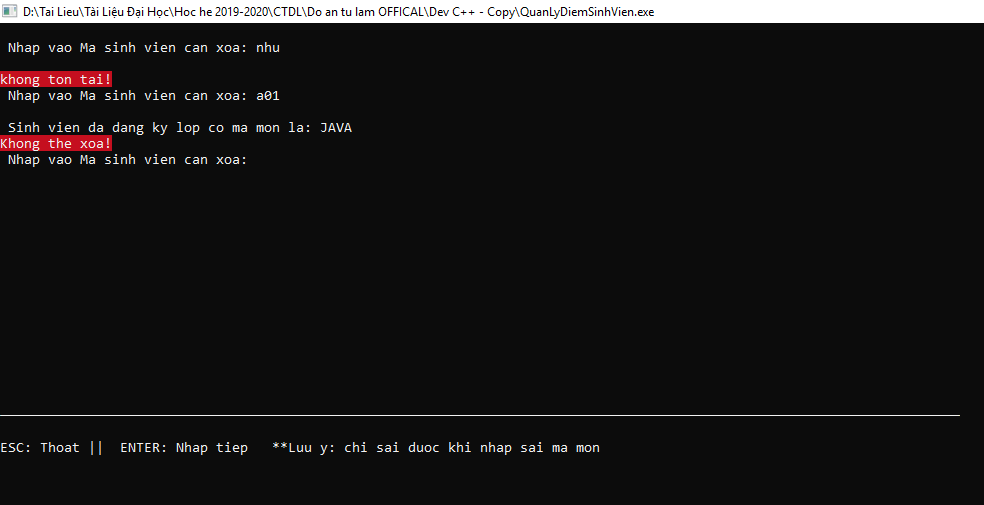 D:\Tai Lieu\Tài Liệu Đại Học\Hoc he 2019-2020\CTDL\Do an tu lam OFFICAL\Dev C++ - Copy\QuanLyDiemSinhVien.exe
Nhap vao Ma sinh vien can xoa: nhu
khong ton tai!
Nhap vao Ma sinh vien can xoa: a01
Sinh vien da dang ky lop co ma mon la: JAVA
Khong the xoa!
Nhap vao Ma sinh vien can xoa:
ESC: Thoat || ENTER: Nhap tiep **Luu y: chi sai duoc khi nhap sai ma mon